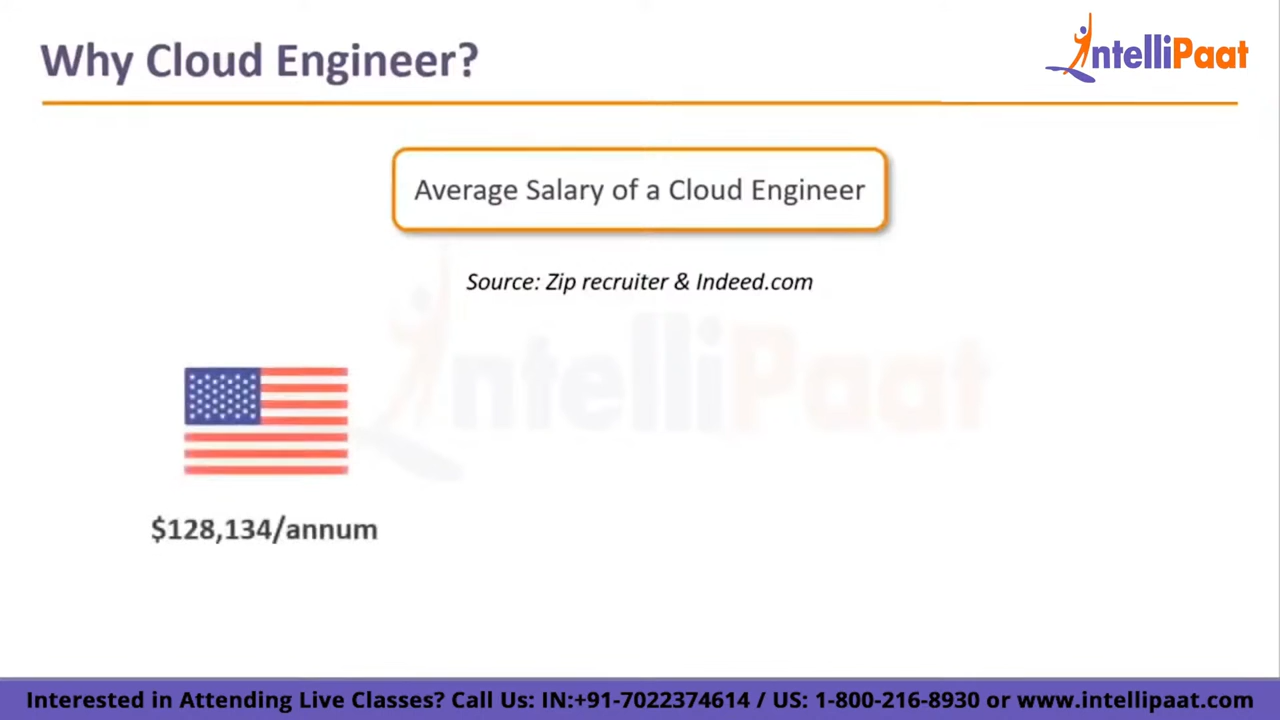 Why Cloud Engineer?
IntelliPaat
Average Salary of a Cloud Engineer
Source: Zip recruiter & Indeed.com
IntelliPaat
$128,134/annum
Interested in Attending Live Classes? Call Us: IN:+91-7022374614 / US: 1-800-216-8930 or www.intellipaat.com